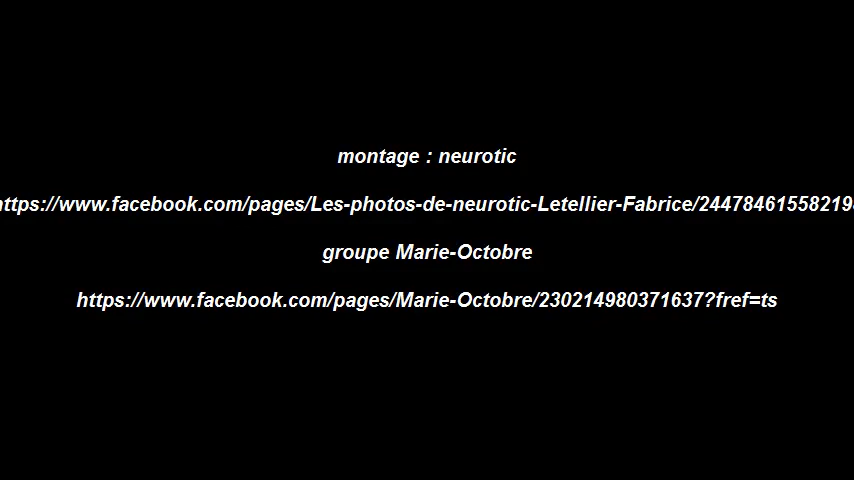 montage : neurotic
https://www.facebook.com/pages/Les-photos-de-neurotic-Letellier-Fabrice/24478461558219
groupe Marie-Octobre
https://www.facebook.com/pages/Marie-Octobre/230214980371637?fref=ts